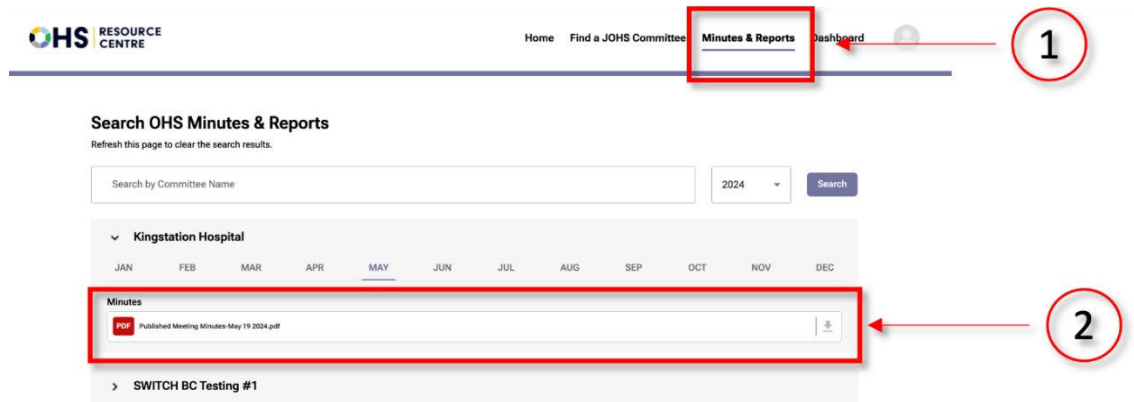 OHS RESOURCE CENTRE
Home Find a JOHS Committee Minutes & Reports Dashboard
1
Search OHS Minutes & Reports
Refresh this page to clear the search results.
Search by Committee Name
2024
Search
Kingstation Hospital
JAN FEB MAR APR MAY JUN JUL AUG SEP OCT NOV DEC
Minutes
PDF Published Meeting Minutes-May 19 2024.pdf
2
SWITCH BC Testing #1